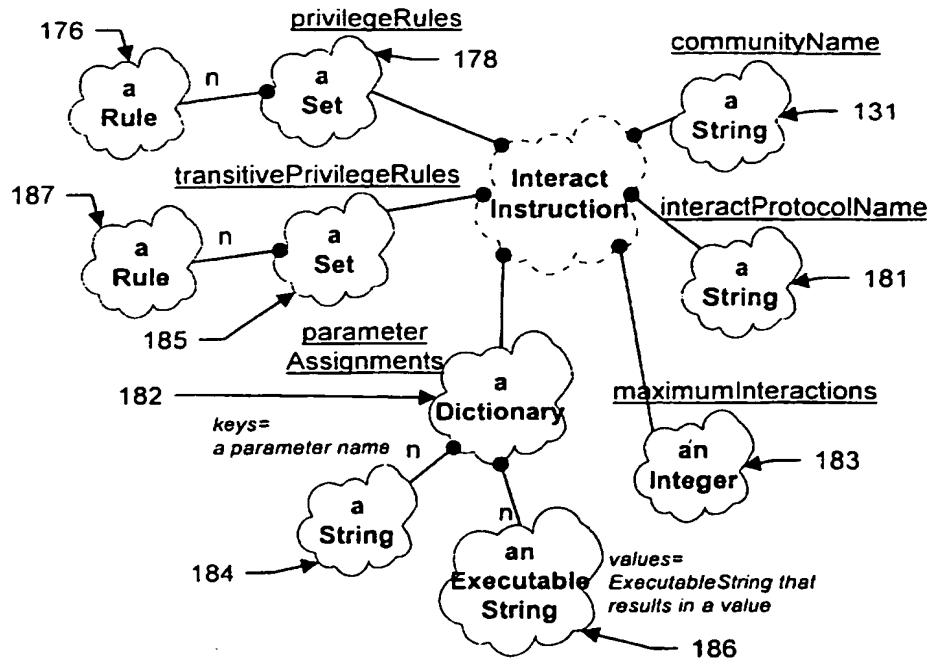 176
privilegeRules
178
a
Rule
n
a
Set
communityName
a
String
131
187
transitivePrivilegeRules
a
Rule
n
a
Set
185
Interact
Instruction
interactProtocolName
a
String
181
parameter
Assignments
182
a
Dictionary
keys=
a parameter name
n
a
String
184
n
an
Executable
String
values=
ExecutableString that
results in a value
186
maximumInteractions
an
Integer
183